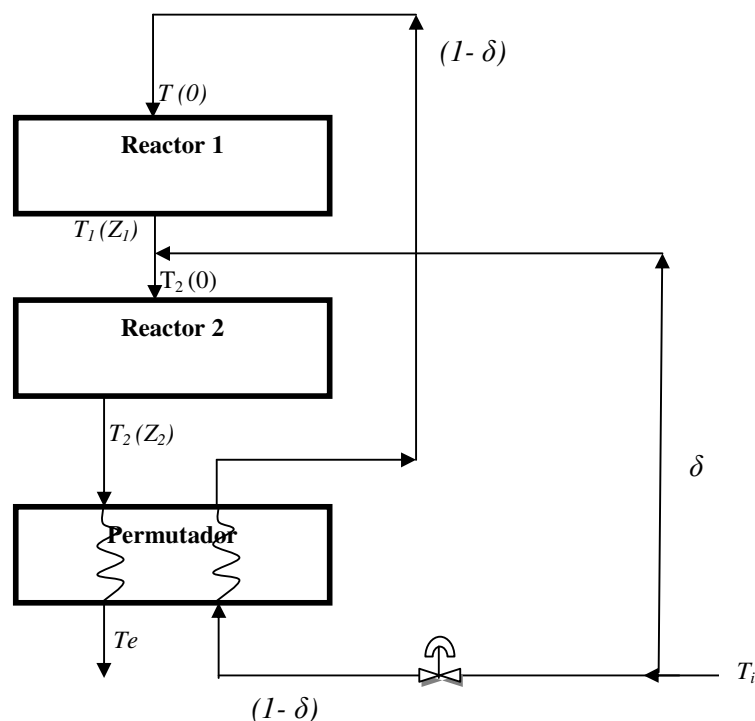 (1- δ)
T (0)
Reactor 1
T1 (Z1)
T2 (0)
Reactor 2
T2 (Z2)
δ
Permutador
Te
Ti
(1- δ)